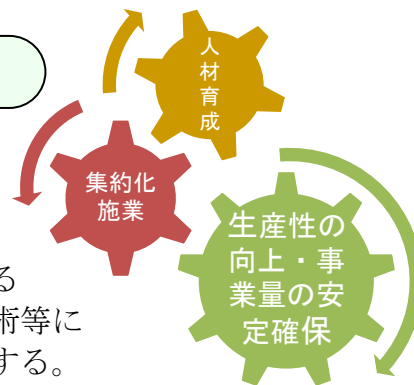 人
材
育
成
集約化
施業
生産性の
向上・事
業量の安
定確保
る
術等に
する。